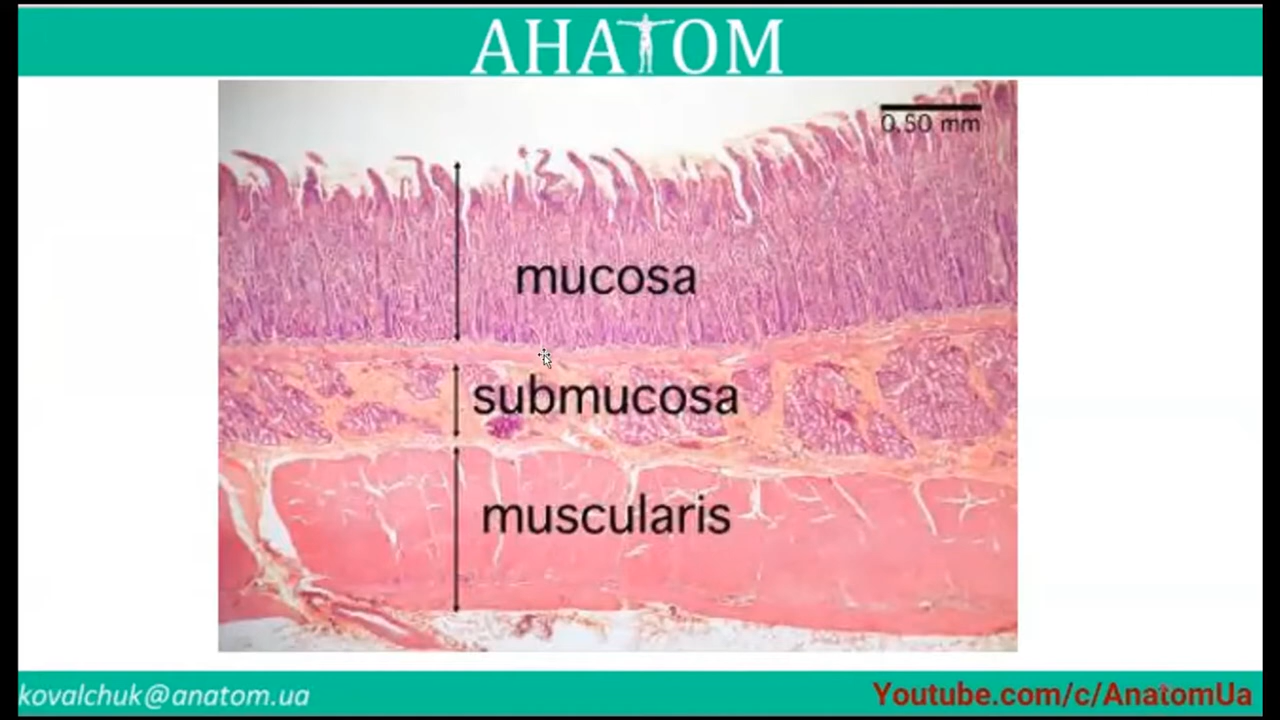 АНАТОМ
0.50 mm
mucosa
submucosa
muscularis
kovalchuk@anatom.ua
Youtube.com/c/AnatomUa